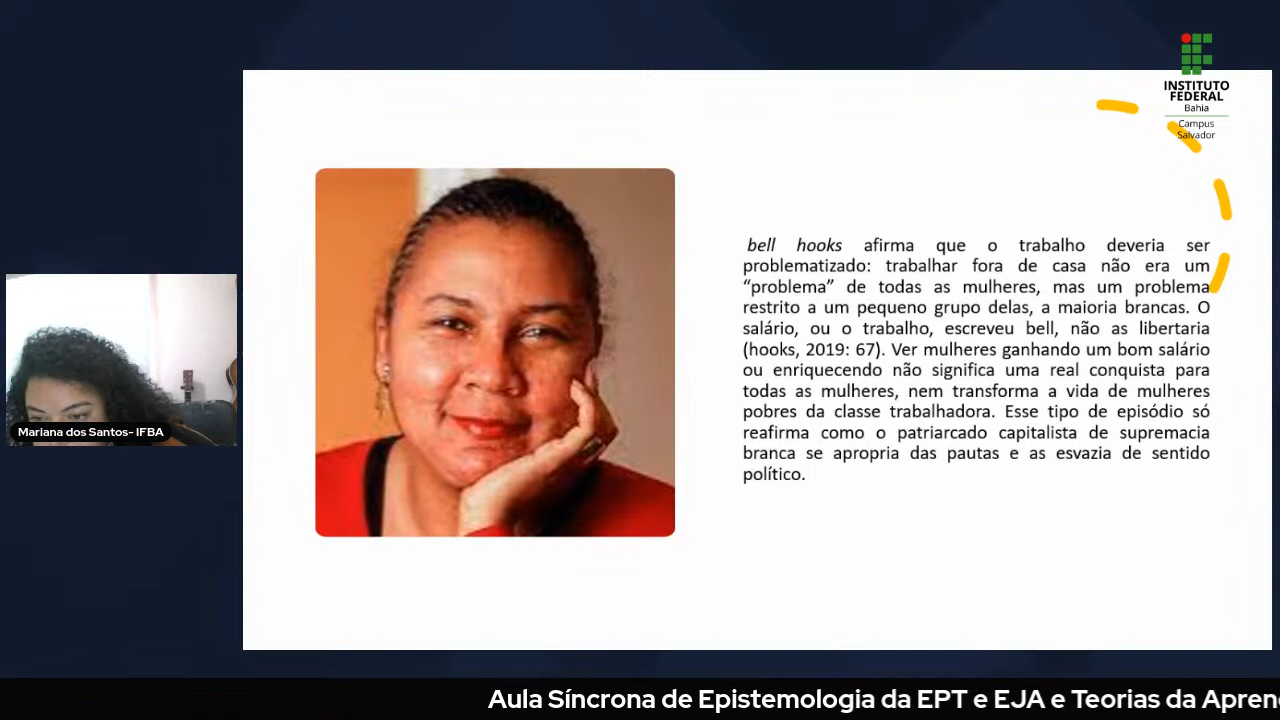 INSTITUTO
FEDERAL
Bahia
Campus
Salvador
bell hooks afirma que o trabalho deveria ser
problematizado: trabalhar fora de casa não era um
“problema” de todas as mulheres, mas um problema
restrito a um pequeno grupo delas, a maioria brancas. O
salário, ou o trabalho, escreveu bell, não as libertaria
(hooks, 2019: 67). Ver mulheres ganhando um bom salário
ou enriquecendo não significa uma real conquista para
todas as mulheres, nem transforma a vida de mulheres
pobres da classe trabalhadora. Esse tipo de episódio só
reafirma como o patriarcado capitalista de supremacia
branca se apropria das pautas e as esvazia de sentido
político.
Mariana dos Santos- IFBA
Aula Síncrona de Epistemologia da EPT e EJA e Teorias da Apren